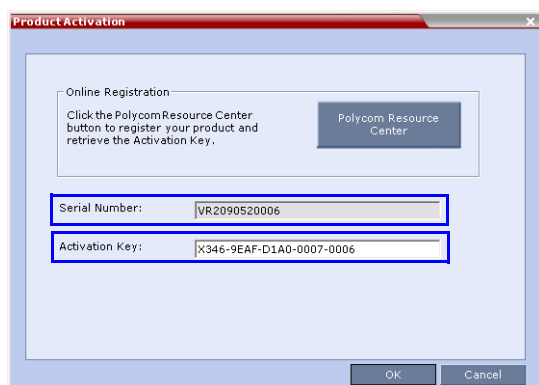 Product Activation
Online Registration
Click the Polycom Resource Center
button to register your product and
retrieve the Activation Key.
Polycom Resource
Center
Serial Number: VR2090520006
Activation Key: X346-9EAF-D1A0-0007-0006
OK Cancel